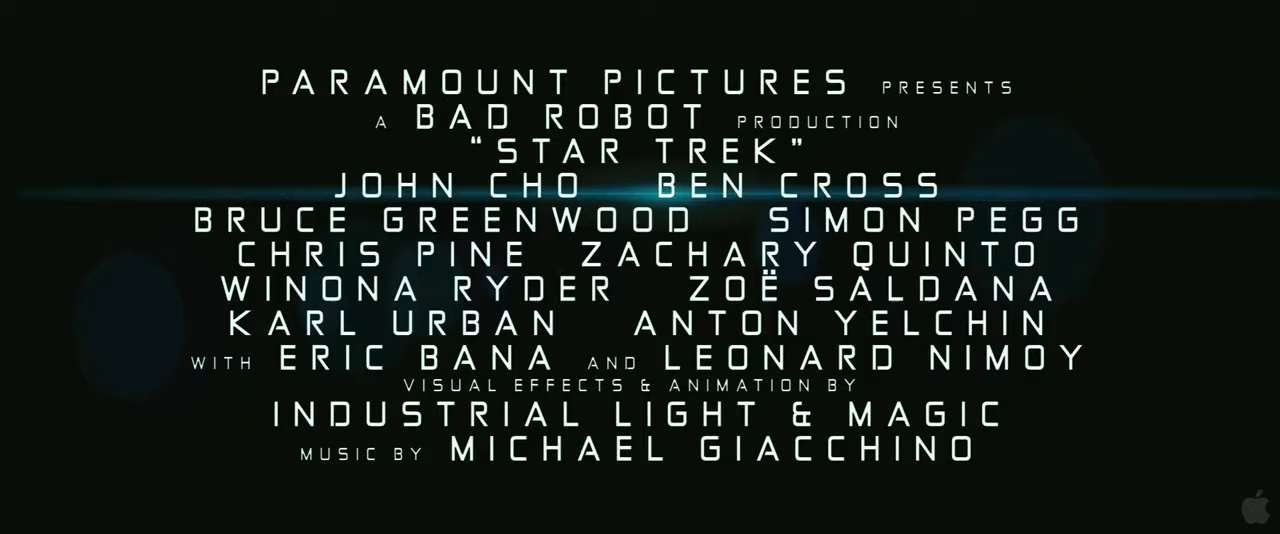 PARAMOUNT PICTURES PRESENTS
A BAD ROBOT PRODUCTION
"STAR TREK"
JOHN CHO BEN CROSS
BRUCE GREENWOOD SIMON PEGG
CHRIS PINE ZACHARY QUINTO
WINONA RYDER ZOË SALDANA
KARL URBAN ANTON YELCHIN
WITH ERIC BANA AND LEONARD NIMOY
VISUAL EFFECTS & ANIMATION BY
INDUSTRIAL LIGHT & MAGIC
MUSIC BY MICHAEL GIACCHINO